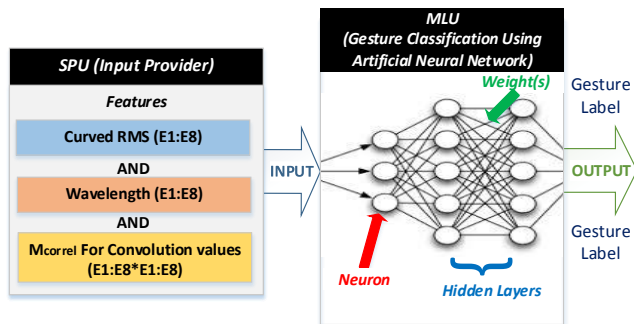 SPU (Input Provider)
Features
Curved RMS (E1:E8)
AND
Wavelength (E1:E8)
AND
Mcorrel For Convolution values
(E1:E8*E1:E8)
INPUT
MLU
(Gesture Classification Using
Artificial Neural Network)
Weight(s)
Neuron
Hidden Layers
Gesture
Label
OUTPUT
Gesture
Label